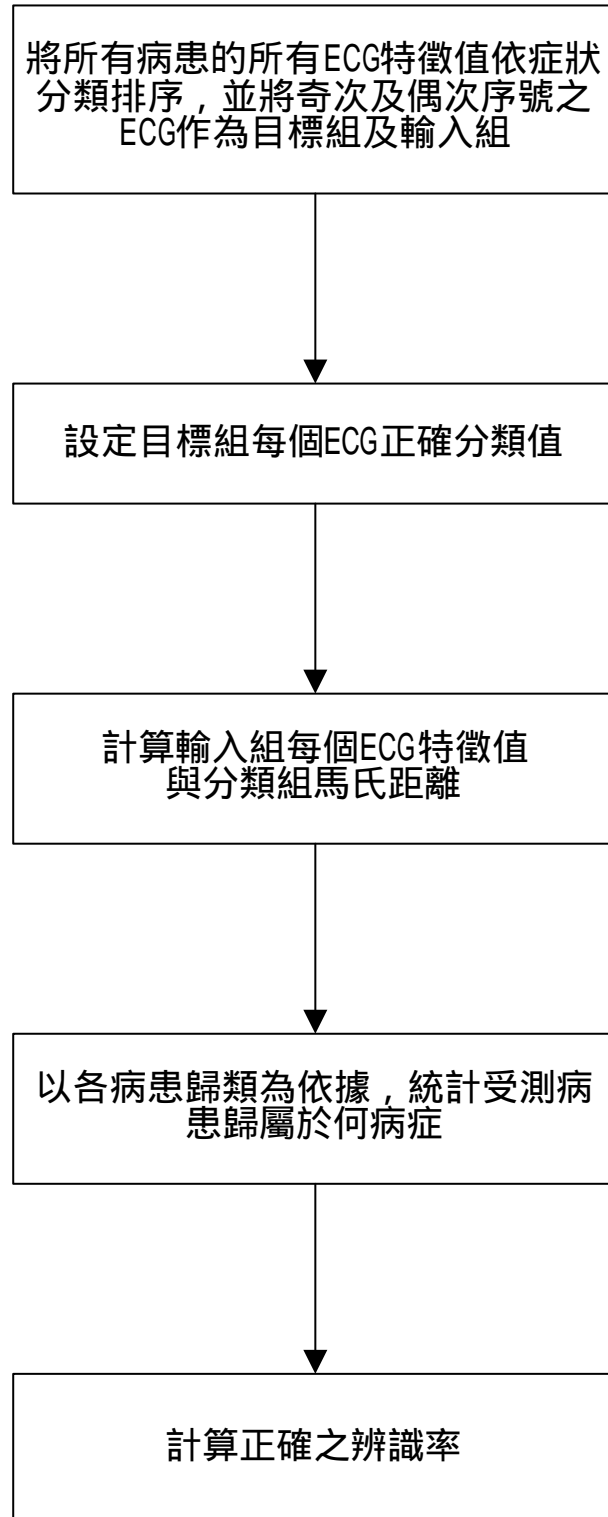 將所有病患的所有ECG特徵值依症狀
分類排序，並將奇次及偶次序號之
ECG作為目標組及輸入組
設定目標組每個ECG正確分類值
計算輸入組每個ECG特徵值
與分類組馬氏距離
以各病患歸類為依據，統計受測病
患歸屬於何病症
計算正確之辨識率